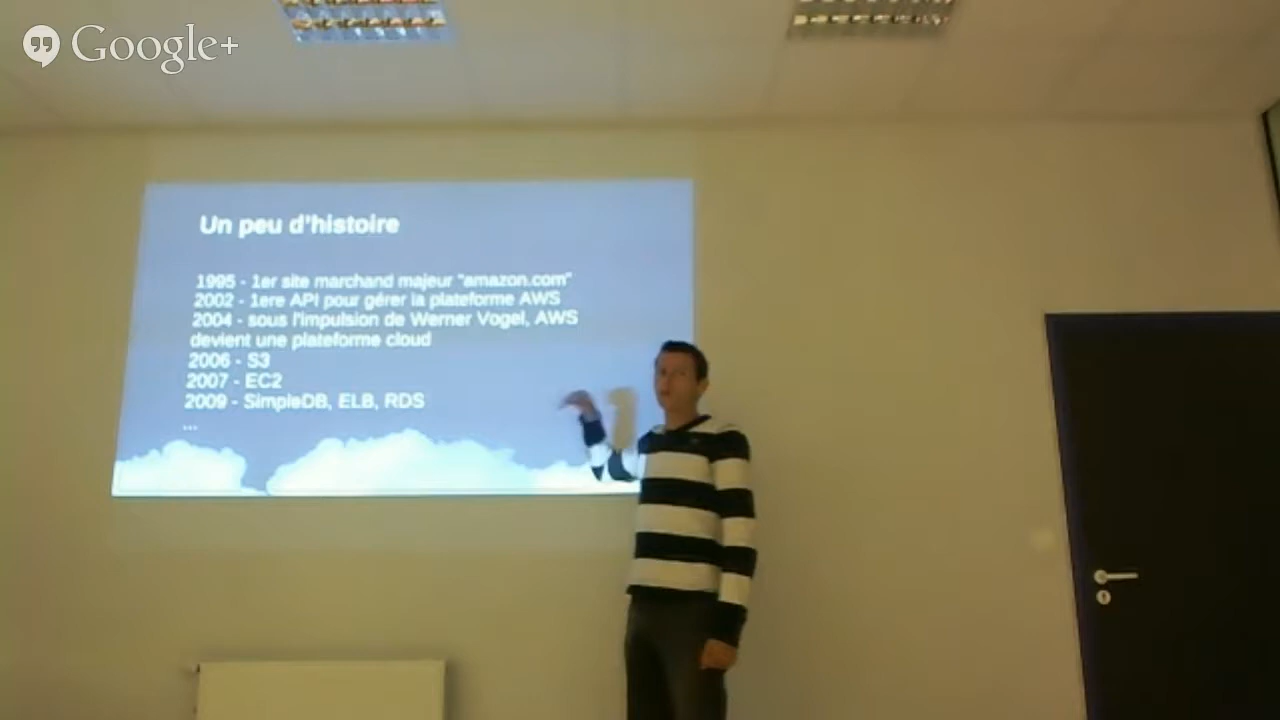 Google+
Un peu d'histoire
1995 - 1er site marchand majeur "amazon.com"
2002 - 1ere API pour gérer la plateforme AWS
2004 - sous l'impulsion de Werner Vogel, AWS
devient une plateforme cloud
2006 - S3
2007 - EC2
2009 - SimpleDB, ELB, RDS
...